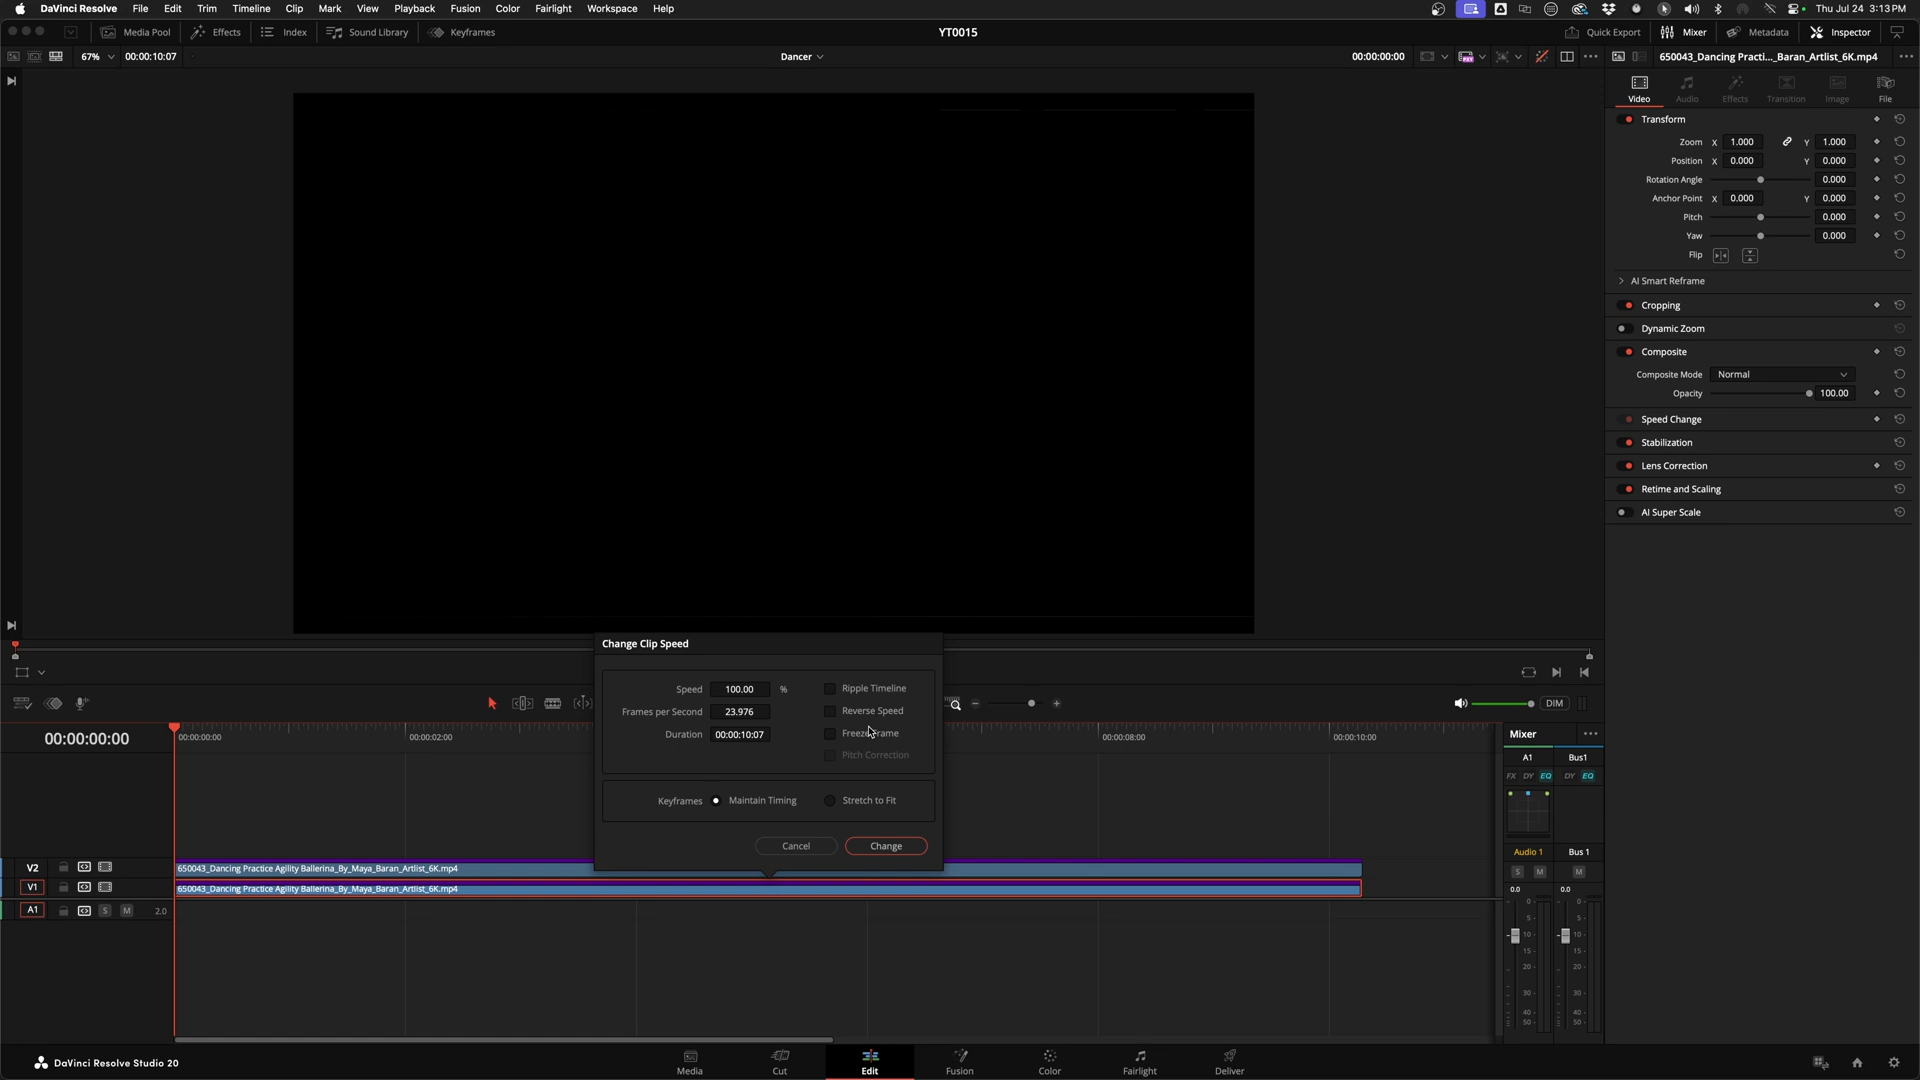 DaVinci Resolve File Edit Trim Timeline Clip Mark View Playback Fusion Color Fairlight Workspace Help Thu Jul 24 3:13 PM
Media Pool Effects Index Sound Library Keyframes YT0015 Quick Export Mixer Metadata Inspector
67% 00:00:10:07 Dancer 00:00:00:00 650043_Dancing Practi..._Baran_Artlist_6K.mp4
Video Audio Effects Transition Image File
Transform
Zoom X 1.000 Y 1.000
Position X 0.000 Y 0.000
Rotation Angle 0.000
Anchor Point X 0.000 Y 0.000
Pitch 0.000
Yaw 0.000
Flip
AI Smart Reframe
Cropping
Dynamic Zoom
Composite
Composite Mode Normal
Opacity 100.00
Speed Change
Stabilization
Lens Correction
Retime and Scaling
AI Super Scale
Change Clip Speed
Speed 100.00 % Ripple Timeline
Frames per Second 23.976 Reverse Speed
Duration 00:00:10:07 Freeze Frame
Pitch Correction
Keyframes Maintain Timing Stretch to Fit
Cancel Change
DIM
00:00:00:00 00:00:00:00 00:00:02:00 00:00:08:00 00:00:10:00
V2 650043_Dancing Practice Agility Ballerina_By_Maya_Baran_Artlist_6K.mp4
V1 650043_Dancing Practice Agility Ballerina_By_Maya_Baran_Artlist_6K.mp4
A1 S M 2.0
Mixer
A1 Bus1
FX DY EQ DY EQ
Audio 1 Bus 1
S M M
0.0 0.0
0 0
5 5
10 10
15 15
20 20
30 30
40 40
50 50
DaVinci Resolve Studio 20
Media Cut Edit Fusion Color Fairlight Deliver